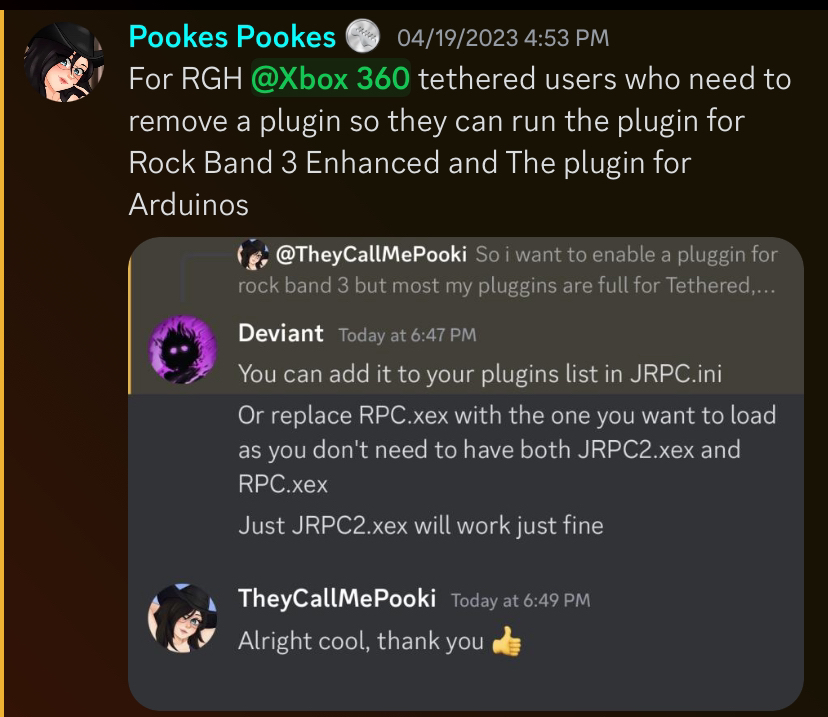 Pookes Pookes 04/19/2023 4:53 PM
For RGH @Xbox 360 tethered users who need to
remove a plugin so they can run the plugin for
Rock Band 3 Enhanced and The plugin for
Arduinos
@TheyCallMePooki So i want to enable a pluggin for
rock band 3 but most my pluggins are full for Tethered,...
Deviant Today at 6:47 PM
You can add it to your plugins list in JRPC.ini
Or replace RPC.xex with the one you want to load
as you don't need to have both JRPC2.xex and
RPC.xex
Just JRPC2.xex will work just fine
TheyCallMePooki Today at 6:49 PM
Alright cool, thank you 👍